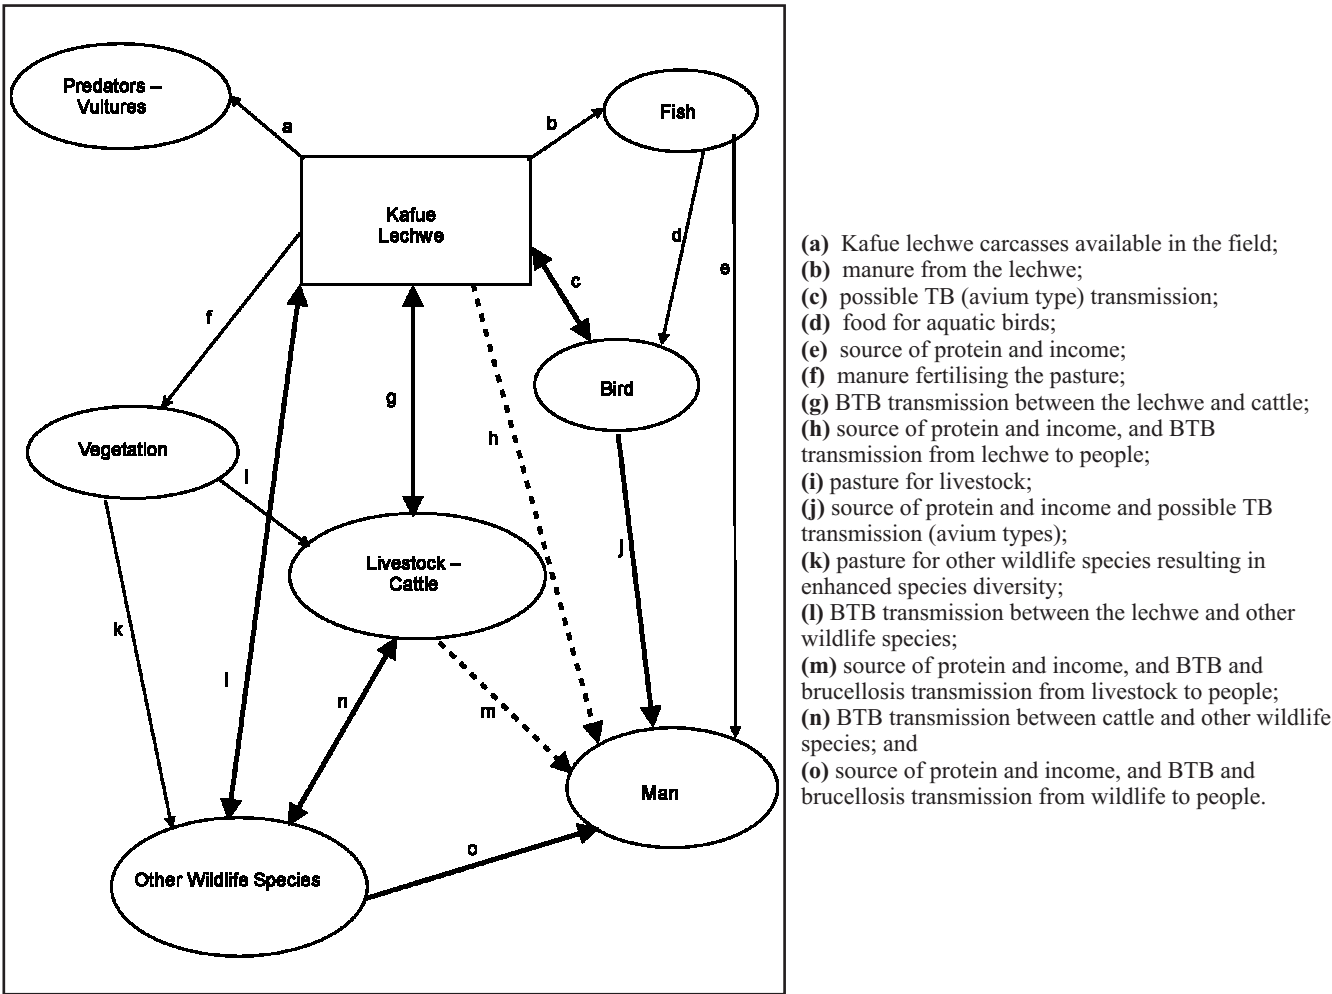 Predators –
Vultures
Fish
a
b
Kafue
Lechwe
d
e
c
f
g
Bird
h
Vegetation
l
j
Livestock –
Cattle
k
l
n
m
Man
o
Other Wildlife Species
(a) Kafue lechwe carcasses available in the field;
(b) manure from the lechwe;
(c) possible TB (avium type) transmission;
(d) food for aquatic birds;
(e) source of protein and income;
(f) manure fertilising the pasture;
(g) BTB transmission between the lechwe and cattle;
(h) source of protein and income, and BTB
transmission from lechwe to people;
(i) pasture for livestock;
(j) source of protein and income and possible TB
transmission (avium types);
(k) pasture for other wildlife species resulting in
enhanced species diversity;
(l) BTB transmission between the lechwe and other
wildlife species;
(m) source of protein and income, and BTB and
brucellosis transmission from livestock to people;
(n) BTB transmission between cattle and other wildlife
species; and
(o) source of protein and income, and BTB and
brucellosis transmission from wildlife to people.